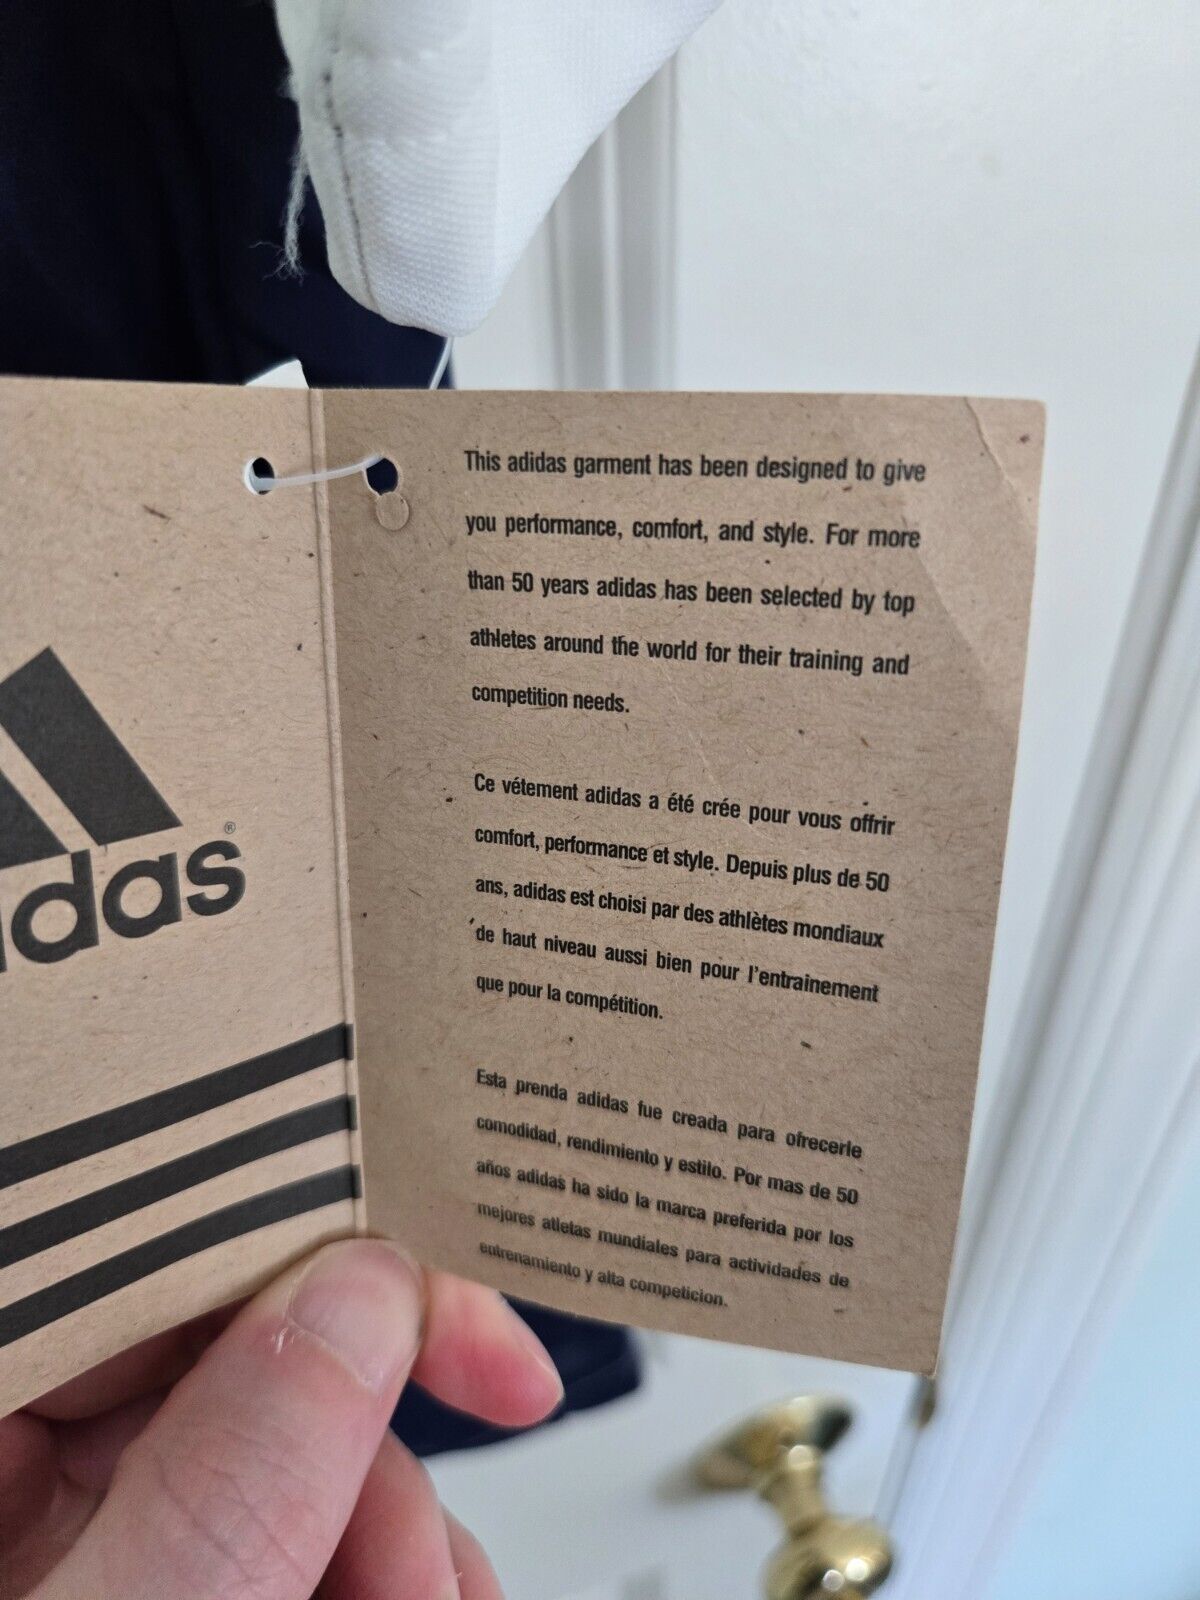 adidas®
This adidas garment has been designed to give
you performance, comfort, and style. For more
than 50 years adidas has been selected by top
athletes around the world for their training and
competition needs.
Ce vétement adidas a été crée pour vous offrir
comfort, performance et style. Depuis plus de 50
ans, adidas est choisi par des athlètes mondiaux
de haut niveau aussi bien pour l'entrainement
que pour la compétition.
Esta prenda adidas fue creada para ofrecerle
comodidad, rendimiento y estilo. Por mas de 50
años adidas ha sido la marca preferida por los
mejores atletas mundiales para actividades de
entrenamiento y alta competicion.